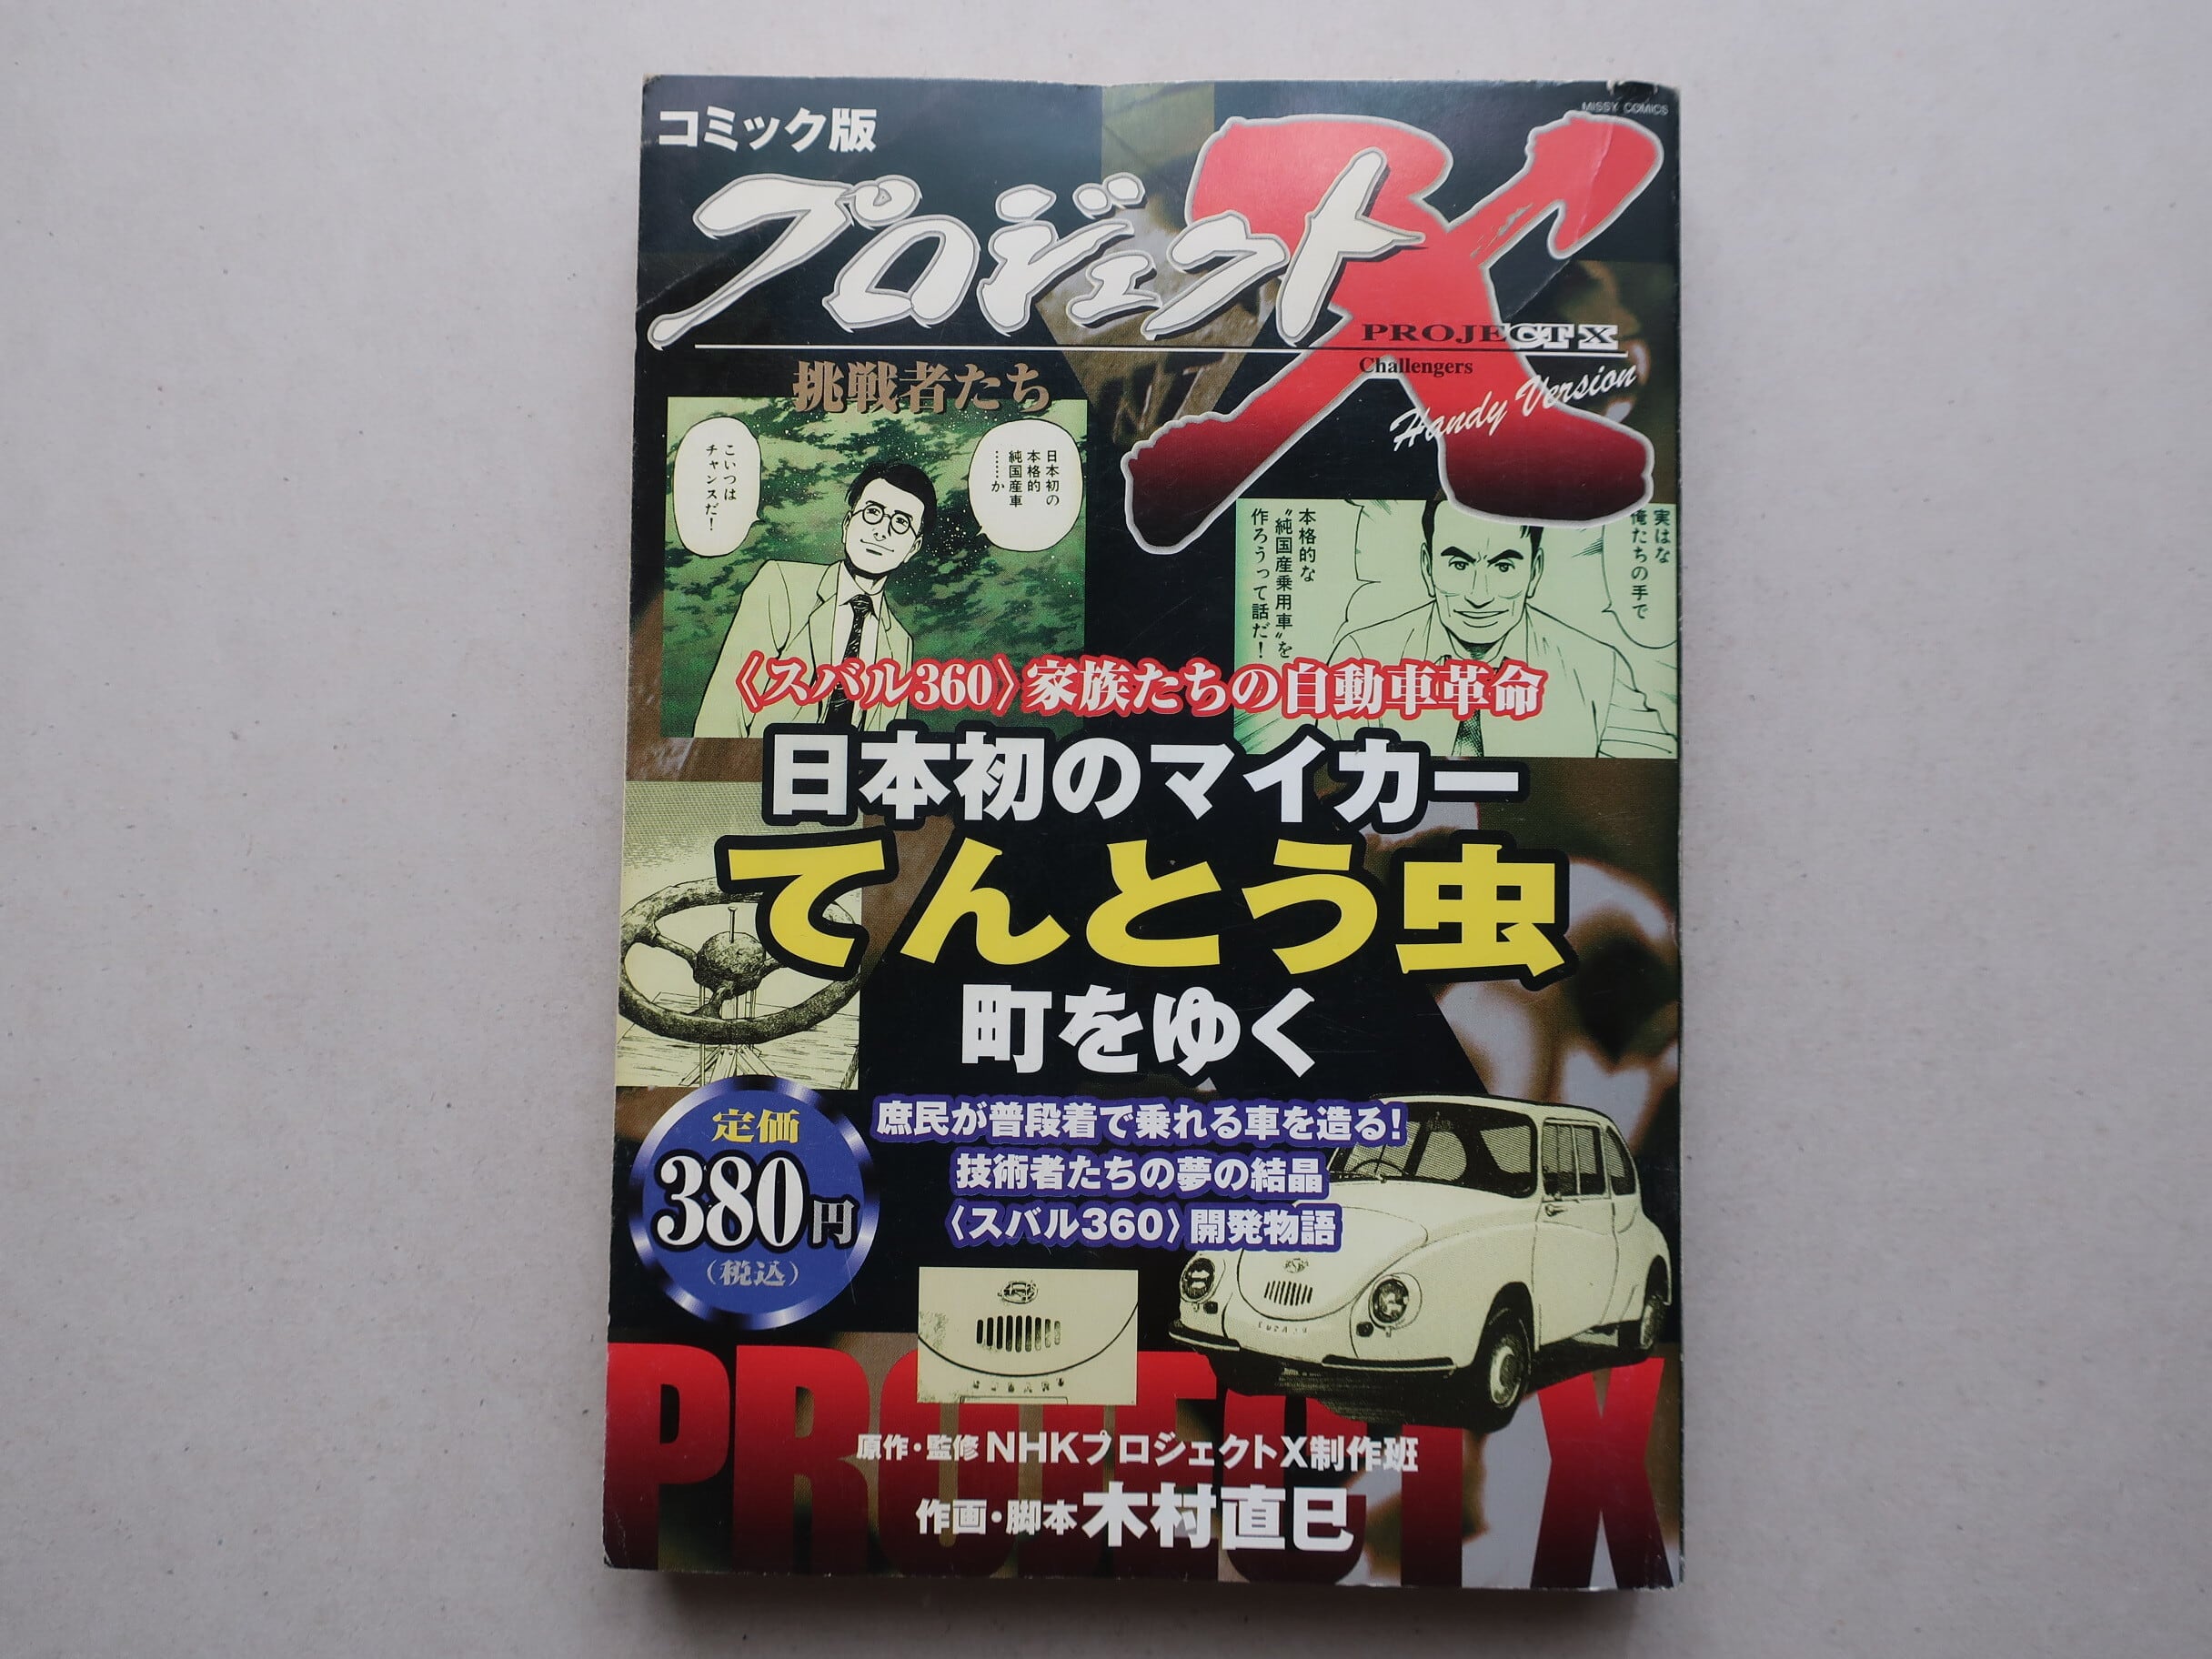 コミック版
MISSY COMICS
プロジェクトX
PROJECT X
Challengers
Handy Version
挑戦者たち
日本初の
本格的
純国産車
……か
こいつは
チャンスだ！
実はな
俺たちの手で
本格的な
〝純国産乗用車〟を
作ろうって話だ！
〈スバル360〉家族たちの自動車革命
日本初のマイカー
てんとう虫
町をゆく
定価
380円
(税込)
庶民が普段着で乗れる車を造る!
技術者たちの夢の結晶
〈スバル360〉開発物語
PROJECT X
原作・監修 NHKプロジェクトX制作班
作画・脚本 木村直巳